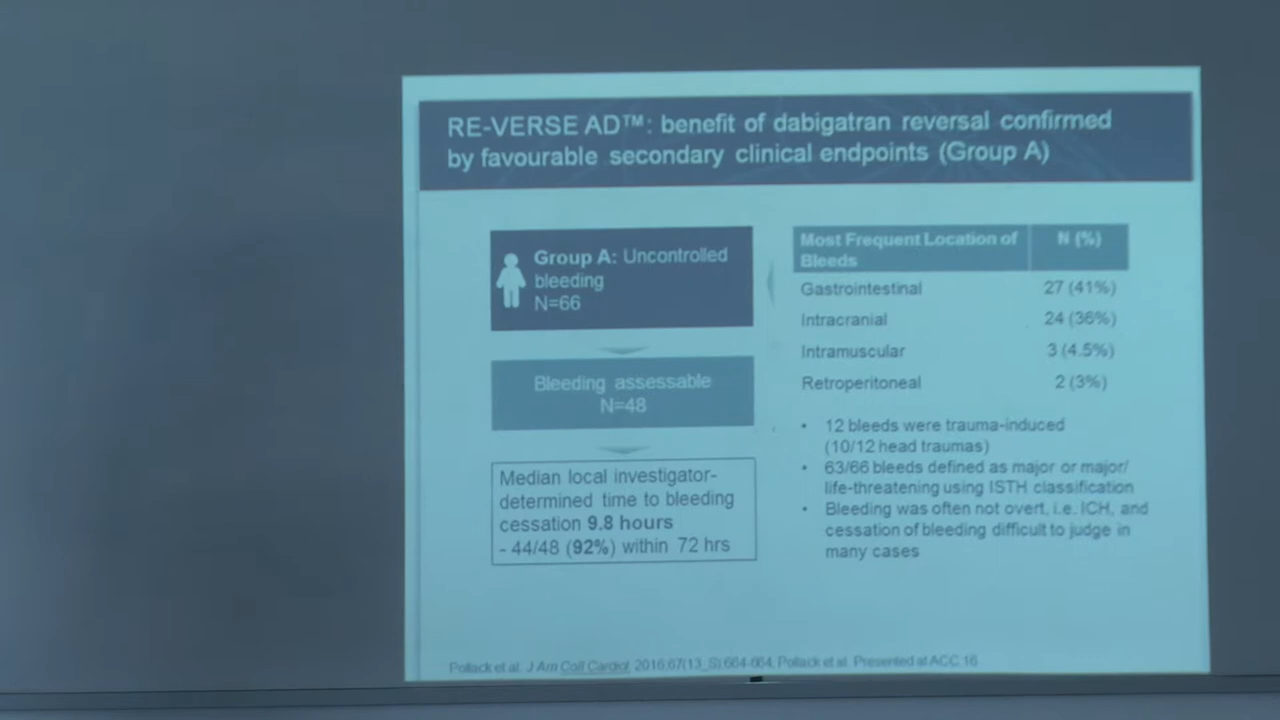 RE-VERSE AD™: benefit of dabigatran reversal confirmed
by favourable secondary clinical endpoints (Group A)
Group A: Uncontrolled
bleeding
N=66
Bleeding assessable
N=48
Median local investigator-
determined time to bleeding
cessation 9.8 hours
- 44/48 (92%) within 72 hrs
Most Frequent Location of
Bleeds
N (%)
Gastrointestinal 27 (41%)
Intracranial 24 (36%)
Intramuscular 3 (4.5%)
Retroperitoneal 2 (3%)
• 12 bleeds were trauma-induced
(10/12 head traumas)
• 63/66 bleeds defined as major or major/
life-threatening using ISTH classification
• Bleeding was often not overt, i.e. ICH, and
cessation of bleeding difficult to judge in
many cases
Pollack et al. J Am Coll Cardiol. 2016;67(13_S):664-664, Pollack et al. Presented at ACC.16